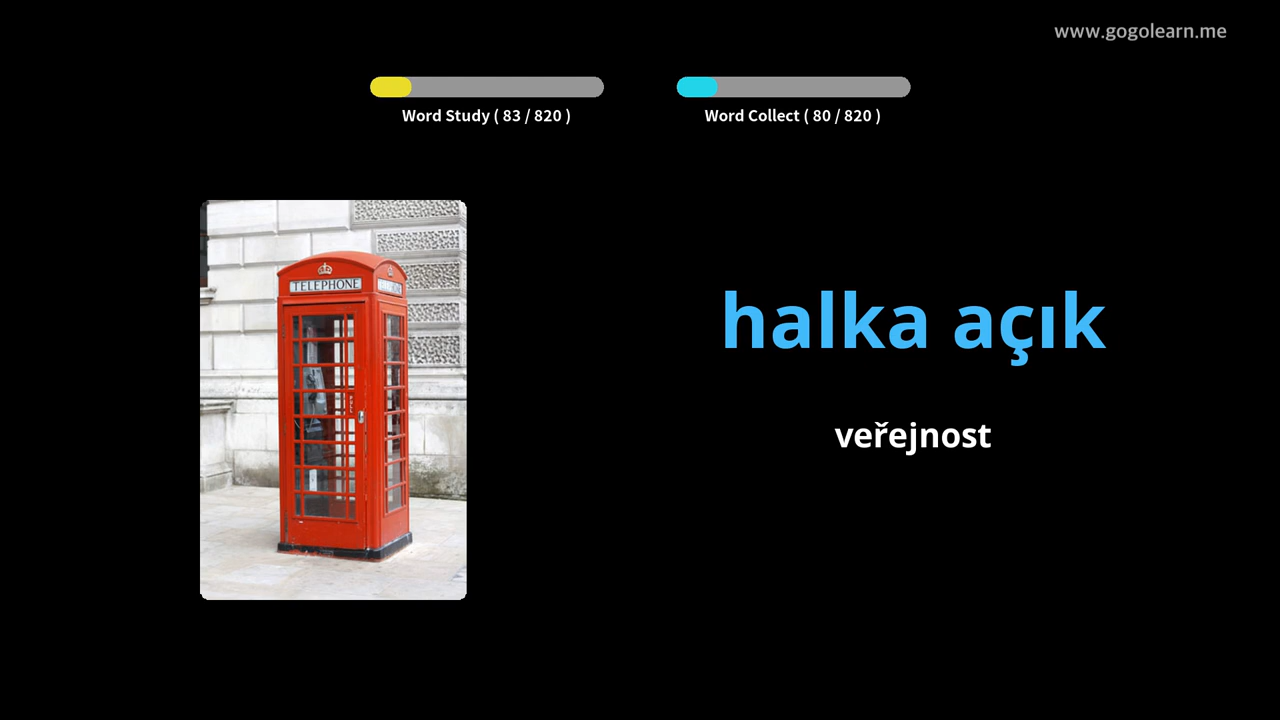 www.gogolearn.me
Word Study ( 83 / 820 )
Word Collect ( 80 / 820 )
TELEPHONE
halka açık
veřejnost